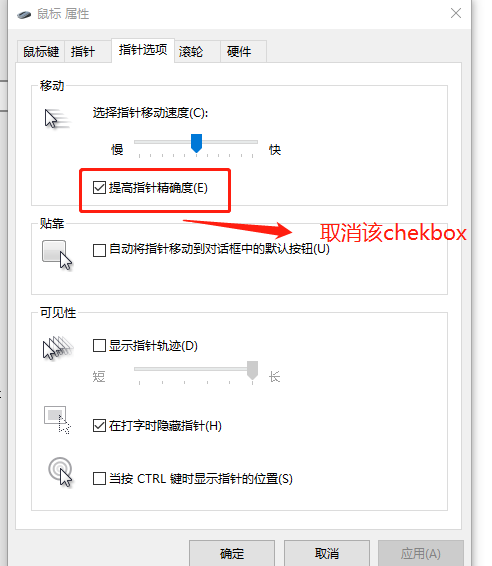 鼠标 属性
鼠标键 指针 指针选项 滚轮 硬件
移动
选择指针移动速度(C):
慢 快
提高指针精确度(E)
取消该chekbox
贴靠
自动将指针移动到对话框中的默认按钮(U)
可见性
显示指针轨迹(D)
短 长
在打字时隐藏指针(H)
当按 CTRL 键时显示指针的位置(S)
确定 取消 应用(A)